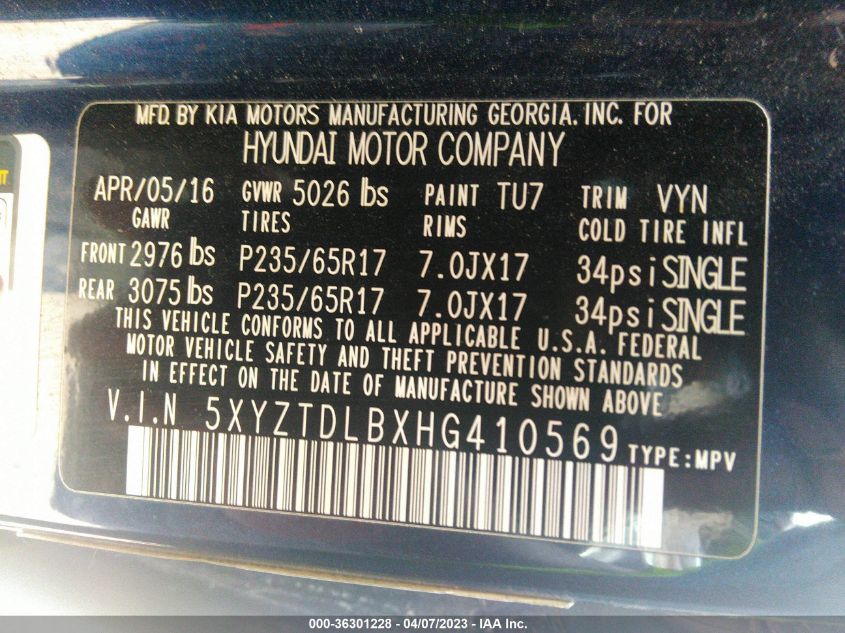 MFD. BY KIA MOTORS MANUFACTURING GEORGIA. INC. FOR
HYUNDAI MOTOR COMPANY
APR/05/16 GVWR 5026 lbs PAINT TU7 TRIM VYN
GAWR TIRES RIMS COLD TIRE INFL
FRONT 2976 lbs P235/65R17 7.0JX17 34psi SINGLE
REAR 3075 lbs P235/65R17 7.0JX17 34psi SINGLE
THIS VEHICLE CONFORMS TO ALL APPLICABLE U.S.A. FEDERAL
MOTOR VEHICLE SAFETY AND THEFT PREVENTION STANDARDS
IN EFFECT ON THE DATE OF MANUFACTURE SHOWN ABOVE
V.I.N 5XYZTDLBXHG410569 TYPE:MPV
000-36301228 - 04/07/2023 - IAA Inc.